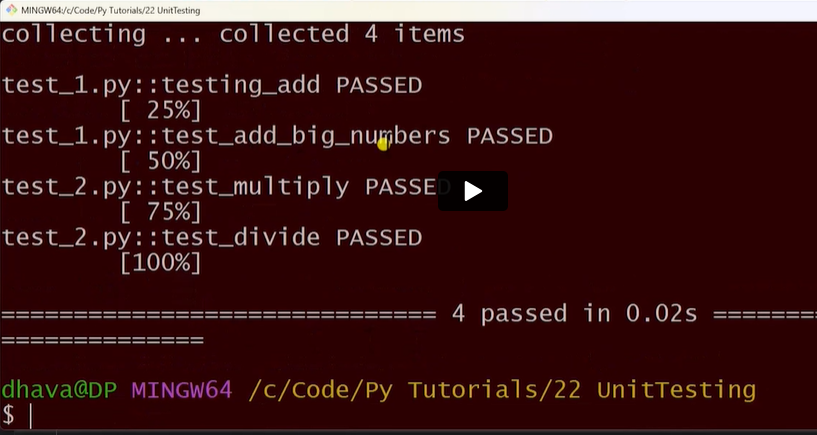 MINGW64:/c/Code/Py Tutorials/22 UnitTesting
collecting ... collected 4 items
test_1.py::testing_add PASSED
[ 25%]
test_1.py::test_add_big_numbers PASSED
[ 50%]
test_2.py::test_multiply PASSED
[ 75%]
test_2.py::test_divide PASSED
[100%]
============================== 4 passed in 0.02s =======
==============
dhava@DP MINGW64 /c/Code/Py Tutorials/22 UnitTesting
$